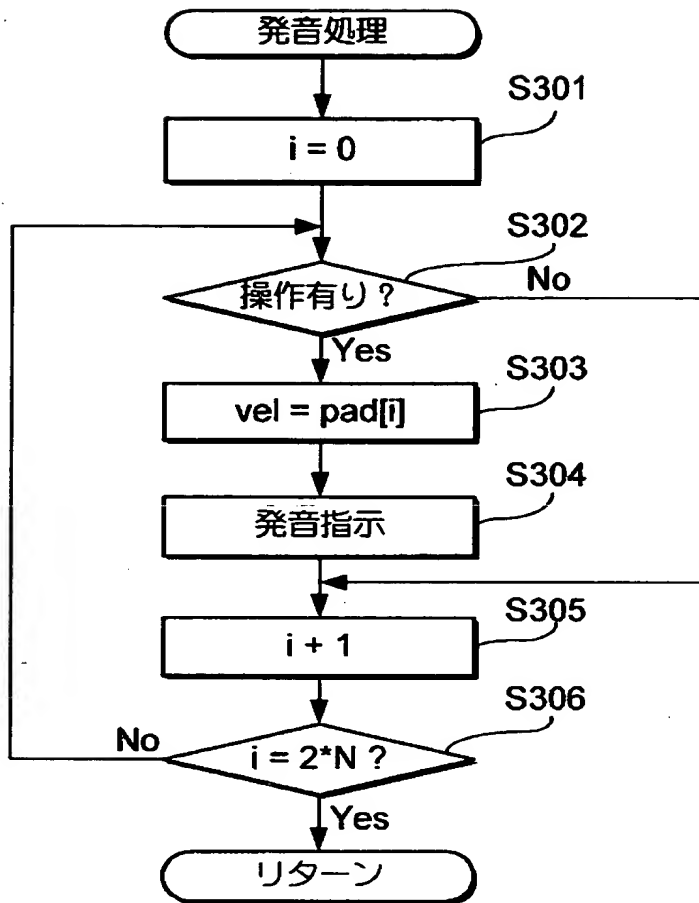 発音処理
S301
i = 0
S302
操作有り？
No
Yes
S303
vel = pad[i]
S304
発音指示
S305
i + 1
S306
No
i = 2*N ?
Yes
リターン